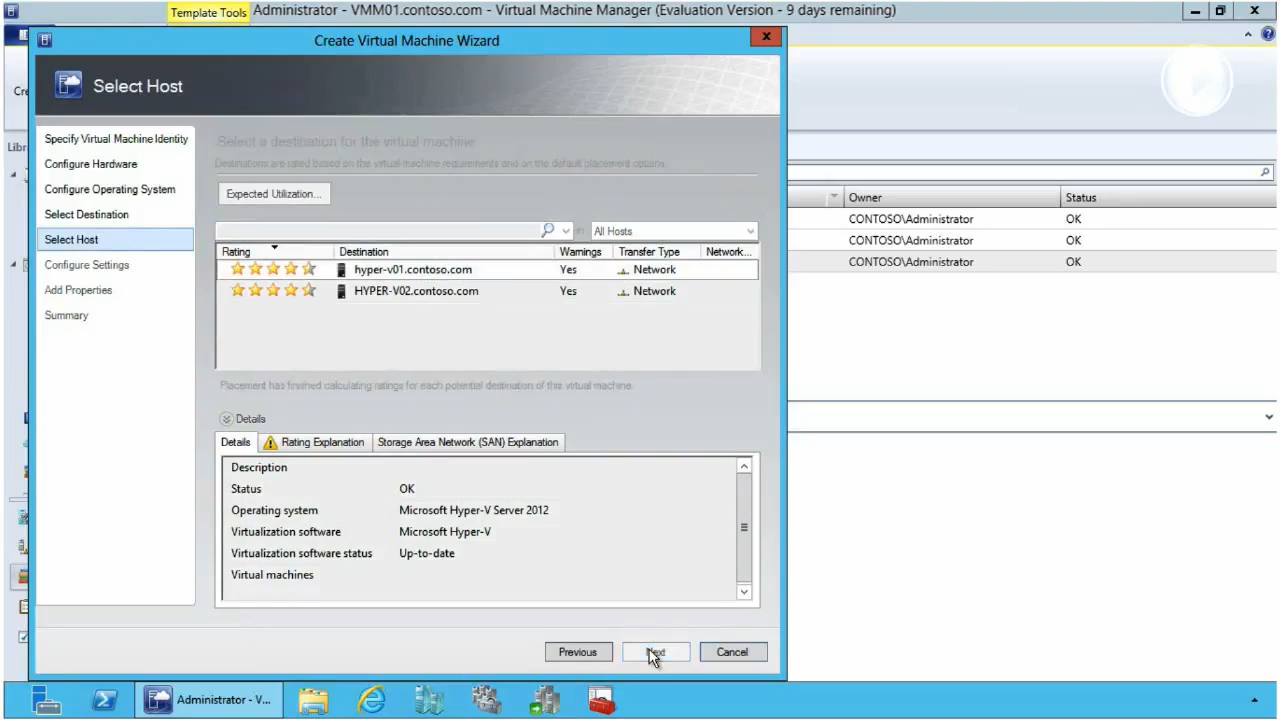 Template Tools
Administrator - VMM01.contoso.com - Virtual Machine Manager (Evaluation Version - 9 days remaining)
Create Virtual Machine Wizard
Select Host
Cre
Libr
Specify Virtual Machine Identity
Configure Hardware
Configure Operating System
Select Destination
Select Host
Configure Settings
Add Properties
Summary
Select a destination for the virtual machine
Destinations are rated based on the virtual machine requirements and on the default placement options.
Expected Utilization...
in All Hosts
Rating Destination Warnings Transfer Type Network...
hyper-v01.contoso.com Yes Network
HYPER-V02.contoso.com Yes Network
Placement has finished calculating ratings for each potential destination of this virtual machine.
Details
Details Rating Explanation Storage Area Network (SAN) Explanation
Description
Status OK
Operating system Microsoft Hyper-V Server 2012
Virtualization software Microsoft Hyper-V
Virtualization software status Up-to-date
Virtual machines
Previous Next Cancel
Owner Status
CONTOSO\Administrator OK
CONTOSO\Administrator OK
CONTOSO\Administrator OK
Administrator - V...